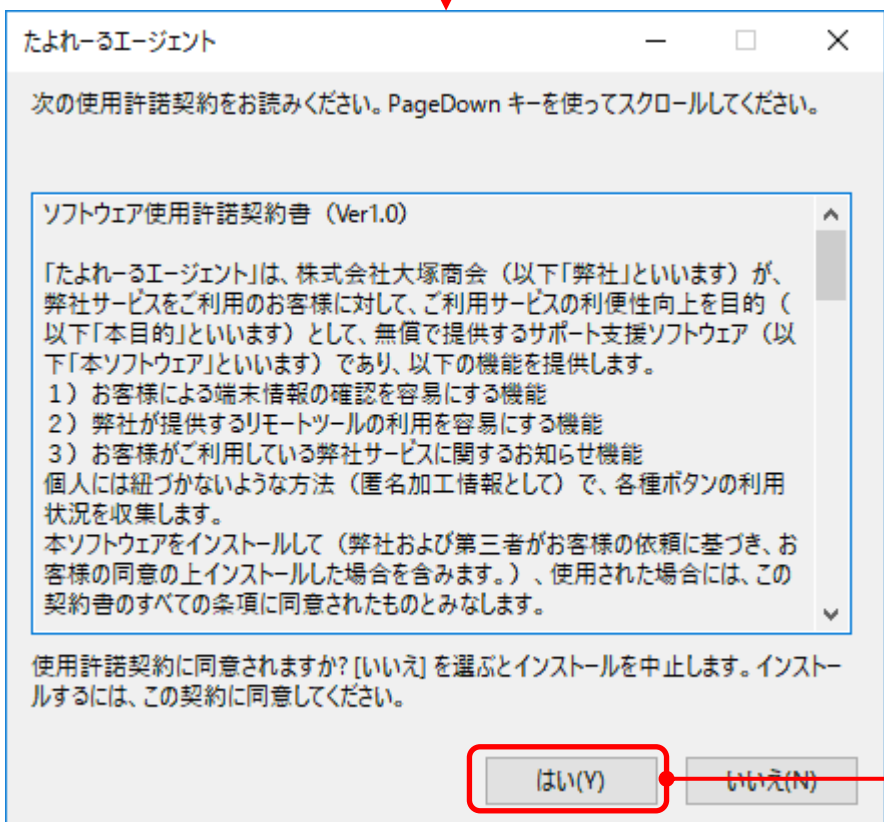 たよれーるエージェント
次の使用許諾契約をお読みください。PageDown キーを使ってスクロールしてください。
ソフトウェア使用許諾契約書（Ver1.0）
「たよれーるエージェント」は、株式会社大塚商会（以下「弊社」といいます）が、
弊社サービスをご利用のお客様に対して、ご利用サービスの利便性向上を目的（
以下「本目的」といいます）として、無償で提供するサポート支援ソフトウェア（以
下「本ソフトウェア」といいます）であり、以下の機能を提供します。
１）お客様による端末情報の確認を容易にする機能
２）弊社が提供するリモートツールの利用を容易にする機能
３）お客様がご利用している弊社サービスに関するお知らせ機能
個人には紐づかないような方法（匿名加工情報として）で、各種ボタンの利用
状況を収集します。
本ソフトウェアをインストールして（弊社および第三者がお客様の依頼に基づき、お
客様の同意の上インストールした場合を含みます。）、使用された場合には、この
契約書のすべての条項に同意されたものとみなします。
使用許諾契約に同意されますか? [いいえ] を選ぶとインストールを中止します。インストー
ルするには、この契約に同意してください。
はい(Y)
いいえ(N)